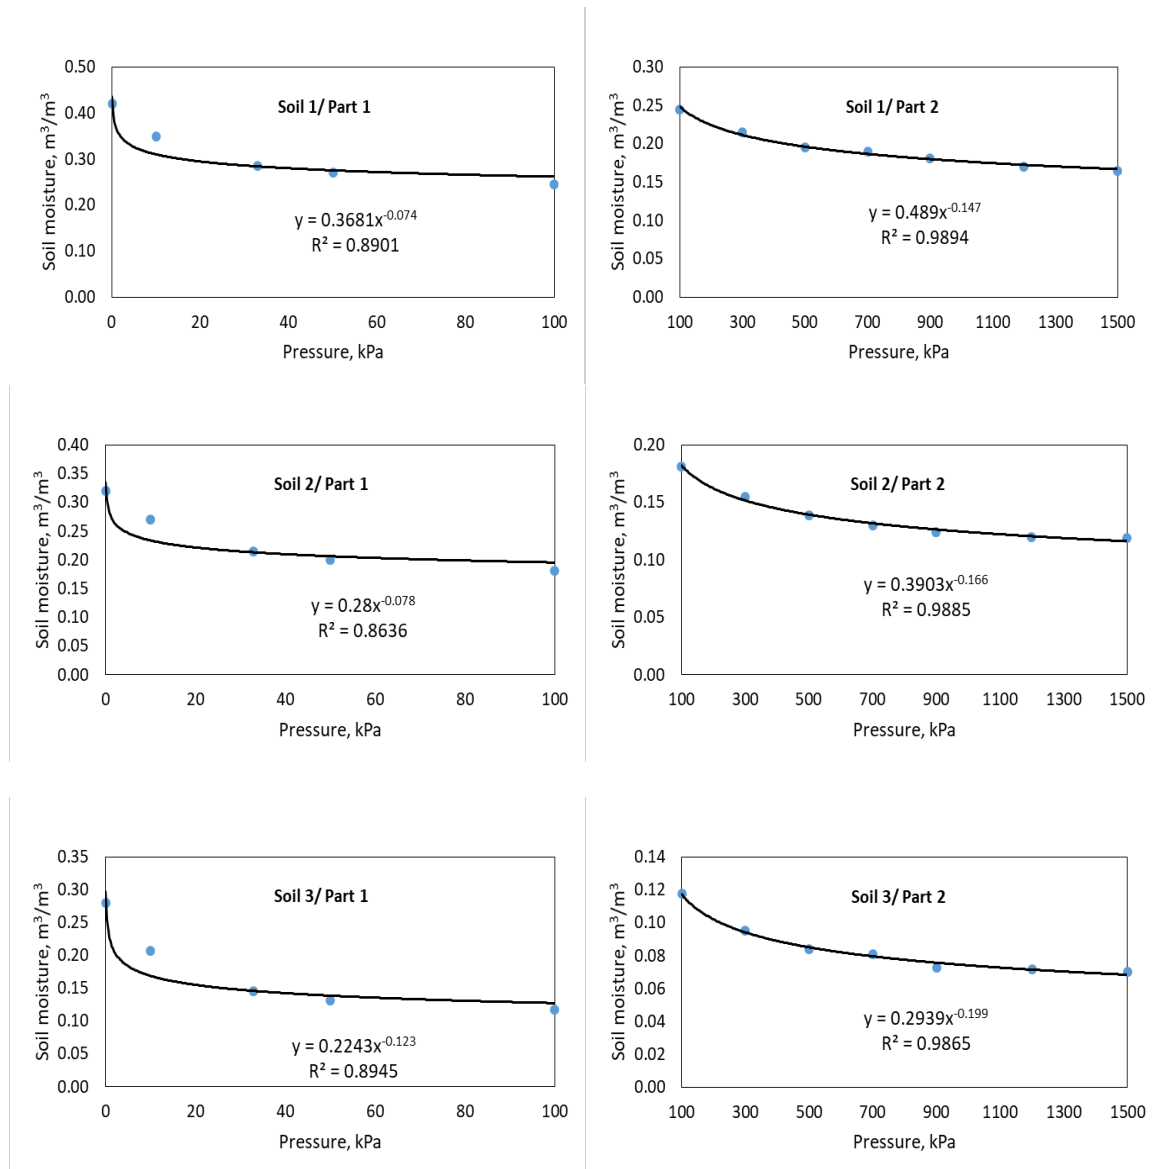 Soil 1/ Part 1
Soil moisture, m³/m³
0.50
0.40
0.30
0.20
0.10
0.00
y = 0.3681x⁻⁰·⁰⁷⁴
R² = 0.8901
0 20 40 60 80 100
Pressure, kPa
Soil 1/ Part 2
Soil moisture, m³/m³
0.30
0.25
0.20
0.15
0.10
0.05
0.00
y = 0.489x⁻⁰·¹⁴⁷
R² = 0.9894
100 300 500 700 900 1100 1300 1500
Pressure, kPa
Soil 2/ Part 1
Soil moisture, m³/m³
0.40
0.35
0.30
0.25
0.20
0.15
0.10
0.05
0.00
y = 0.28x⁻⁰·⁰⁷⁸
R² = 0.8636
0 20 40 60 80 100
Pressure, kPa
Soil 2/ Part 2
Soil moisture, m³/m³
0.20
0.15
0.10
0.05
0.00
y = 0.3903x⁻⁰·¹⁶⁶
R² = 0.9885
100 300 500 700 900 1100 1300 1500
Pressure, kPa
Soil 3/ Part 1
Soil moisture, m³/m³
0.35
0.30
0.25
0.20
0.15
0.10
0.05
0.00
y = 0.2243x⁻⁰·¹²³
R² = 0.8945
0 20 40 60 80 100
Pressure, kPa
Soil 3/ Part 2
Soil moisture, m³/m³
0.14
0.12
0.10
0.08
0.06
0.04
0.02
0.00
y = 0.2939x⁻⁰·¹⁹⁹
R² = 0.9865
100 300 500 700 900 1100 1300 1500
Pressure, kPa